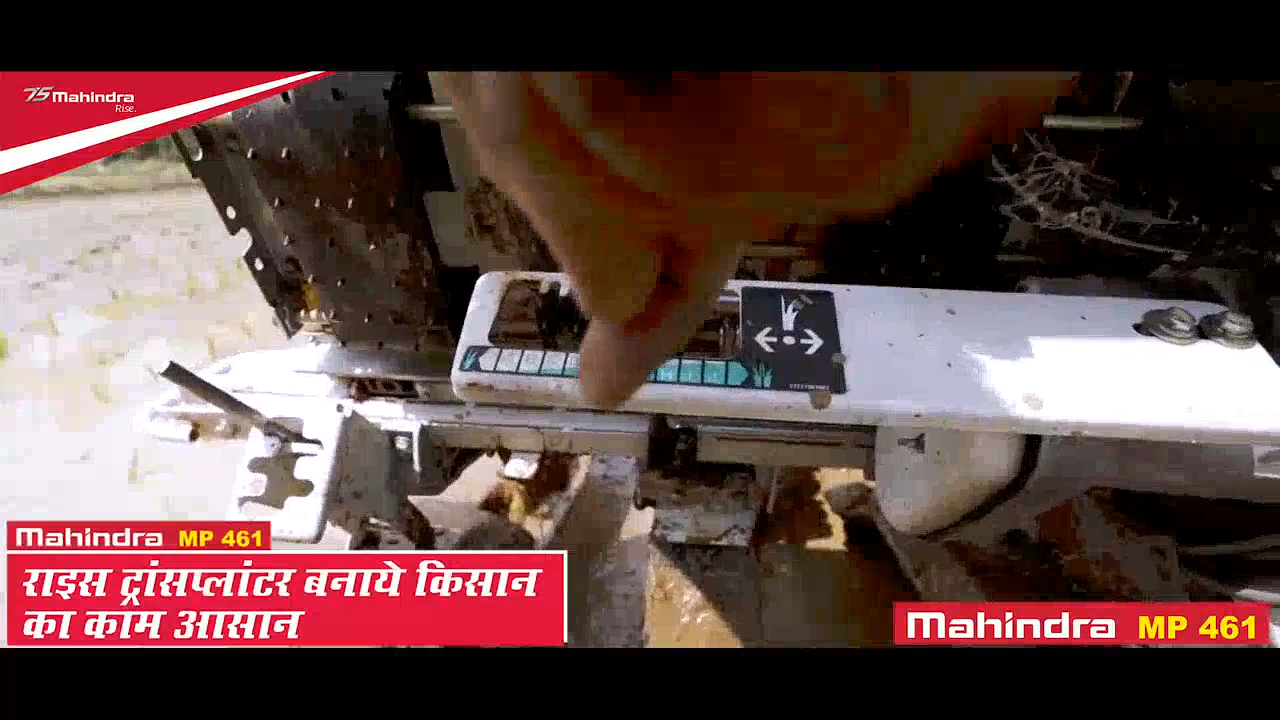 75 Mahindra
Rise.
Mahindra MP 461
राइस ट्रांसप्लांटर बनाये किसान
का काम आसान
Mahindra MP 461